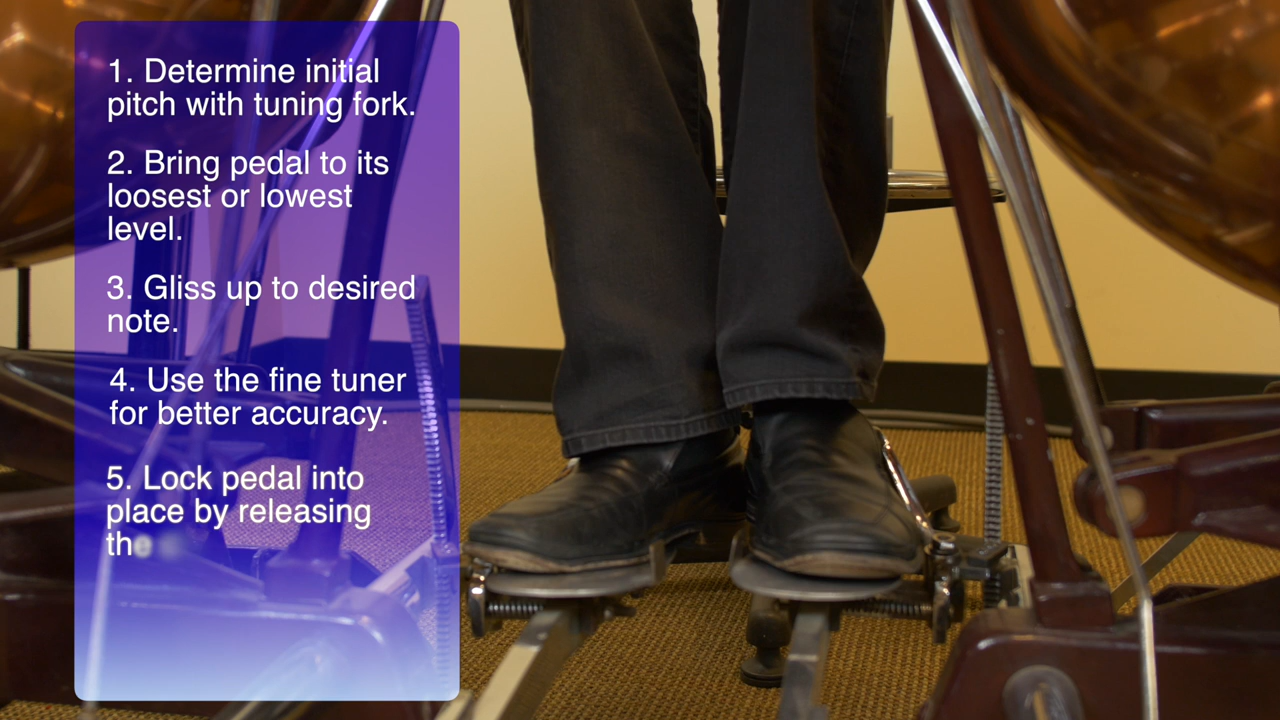 1. Determine initial
pitch with tuning fork.
2. Bring pedal to its
loosest or lowest
level.
3. Gliss up to desired
note.
4. Use the fine tuner
for better accuracy.
5. Lock pedal into
place by releasing
the